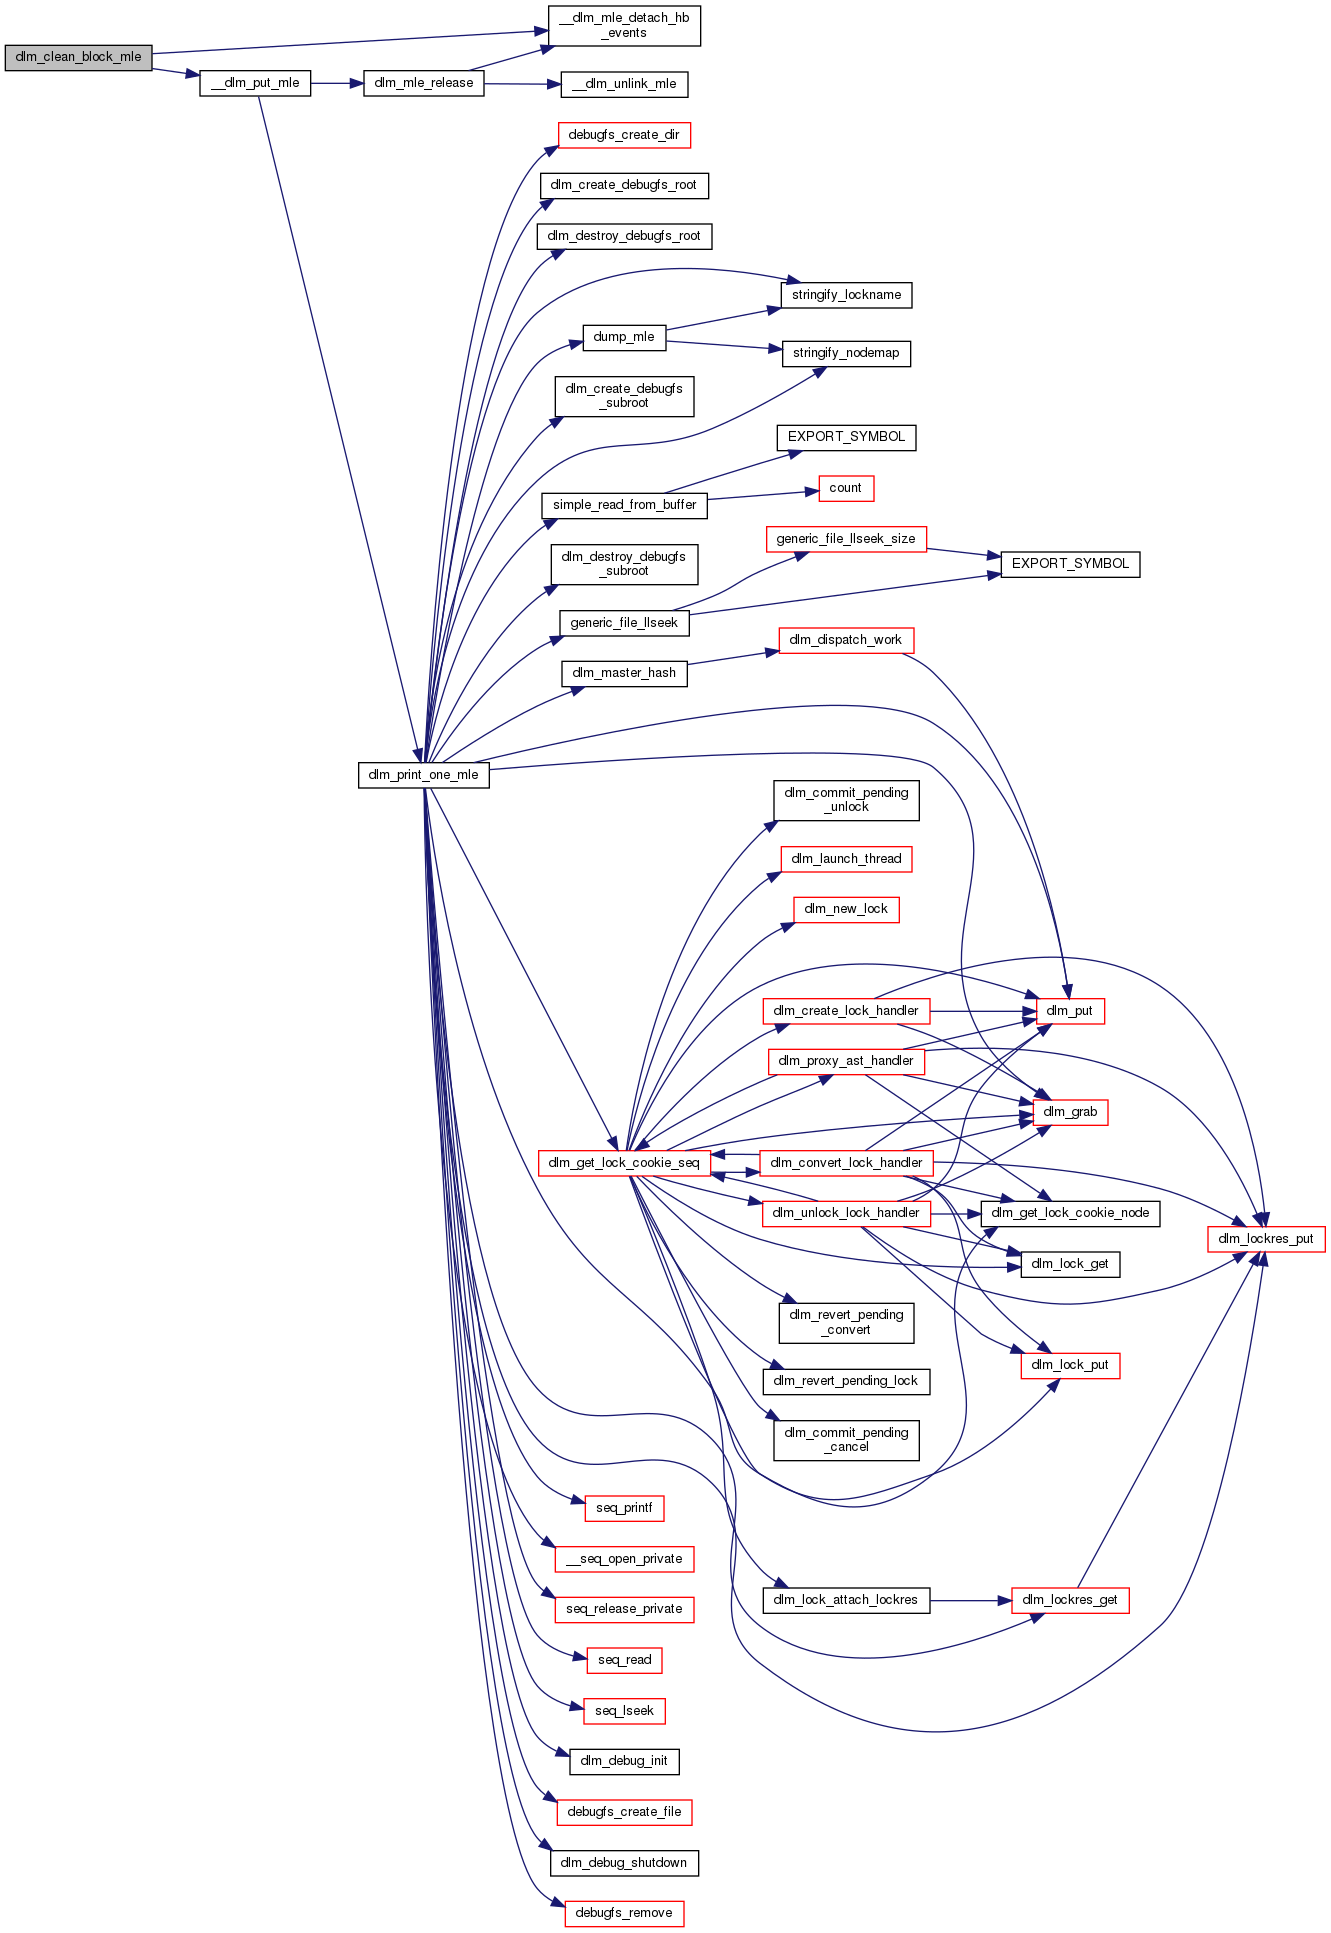 dlm_clean_block_mle
__dlm_mle_detach_hb
_events
__dlm_put_mle
dlm_mle_release
__dlm_unlink_mle
debugfs_create_dir
dlm_create_debugfs_root
dlm_destroy_debugfs_root
stringify_lockname
dump_mle
stringify_nodemap
dlm_create_debugfs
_subroot
EXPORT_SYMBOL
count
simple_read_from_buffer
generic_file_llseek_size
dlm_destroy_debugfs
_subroot
EXPORT_SYMBOL
generic_file_llseek
dlm_dispatch_work
dlm_master_hash
dlm_print_one_mle
dlm_commit_pending
_unlock
dlm_launch_thread
dlm_new_lock
dlm_create_lock_handler
dlm_put
dlm_proxy_ast_handler
dlm_grab
dlm_get_lock_cookie_seq
dlm_convert_lock_handler
dlm_unlock_lock_handler
dlm_get_lock_cookie_node
dlm_lockres_put
dlm_lock_get
dlm_revert_pending
_convert
dlm_lock_put
dlm_revert_pending_lock
dlm_commit_pending
_cancel
seq_printf
__seq_open_private
dlm_lock_attach_lockres
dlm_lockres_get
seq_release_private
seq_read
seq_lseek
dlm_debug_init
debugfs_create_file
dlm_debug_shutdown
debugfs_remove